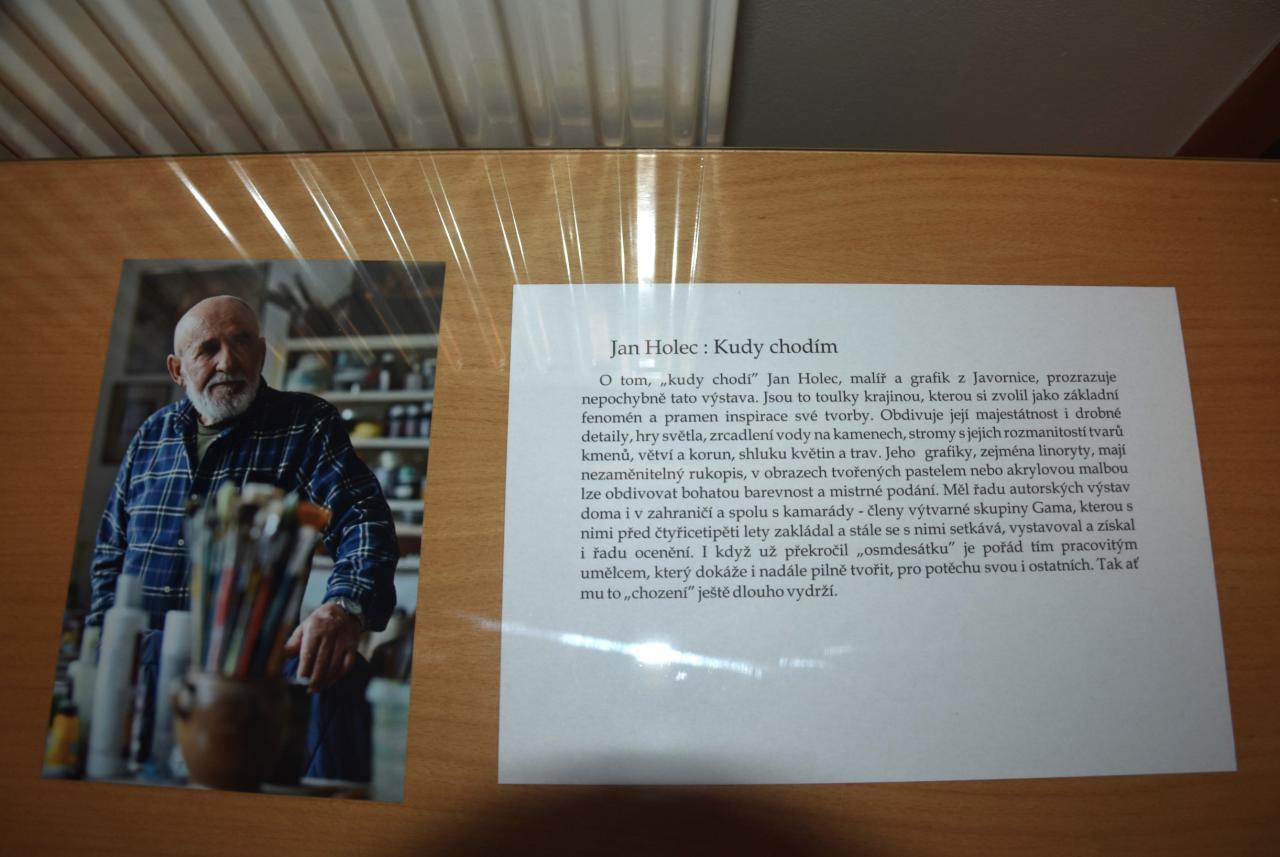 Jan Holec : Kudy chodím
O tom, „kudy chodí” Jan Holec, malíř a grafik z Javornice, prozrazuje
nepochybně tato výstava. Jsou to toulky krajinou, kterou si zvolil jako základní
fenomén a pramen inspirace své tvorby. Obdivuje její majestátnost i drobné
detaily, hry světla, zrcadlení vody na kamenech, stromy s jejich rozmanitostí tvarů
kmenů, větví a korun, shluku květin a trav. Jeho grafiky, zejména linoryty, mají
nezaměnitelný rukopis, v obrazech tvořených pastelem nebo akrylovou malbou
lze obdivovat bohatou barevnost a mistrné podání. Měl řadu autorských výstav
doma i v zahraničí a spolu s kamarády - členy výtvarné skupiny Gama, kterou s
nimi před čtyřicetipěti lety zakládal a stále se s nimi setkává, vystavoval a získal
i řadu ocenění. I když už překročil „osmdesátku” je pořád tím pracovitým
umělcem, který dokáže i nadále pilně tvořit, pro potěchu svou i ostatních. Tak ať
mu to „chození” ještě dlouho vydrží.